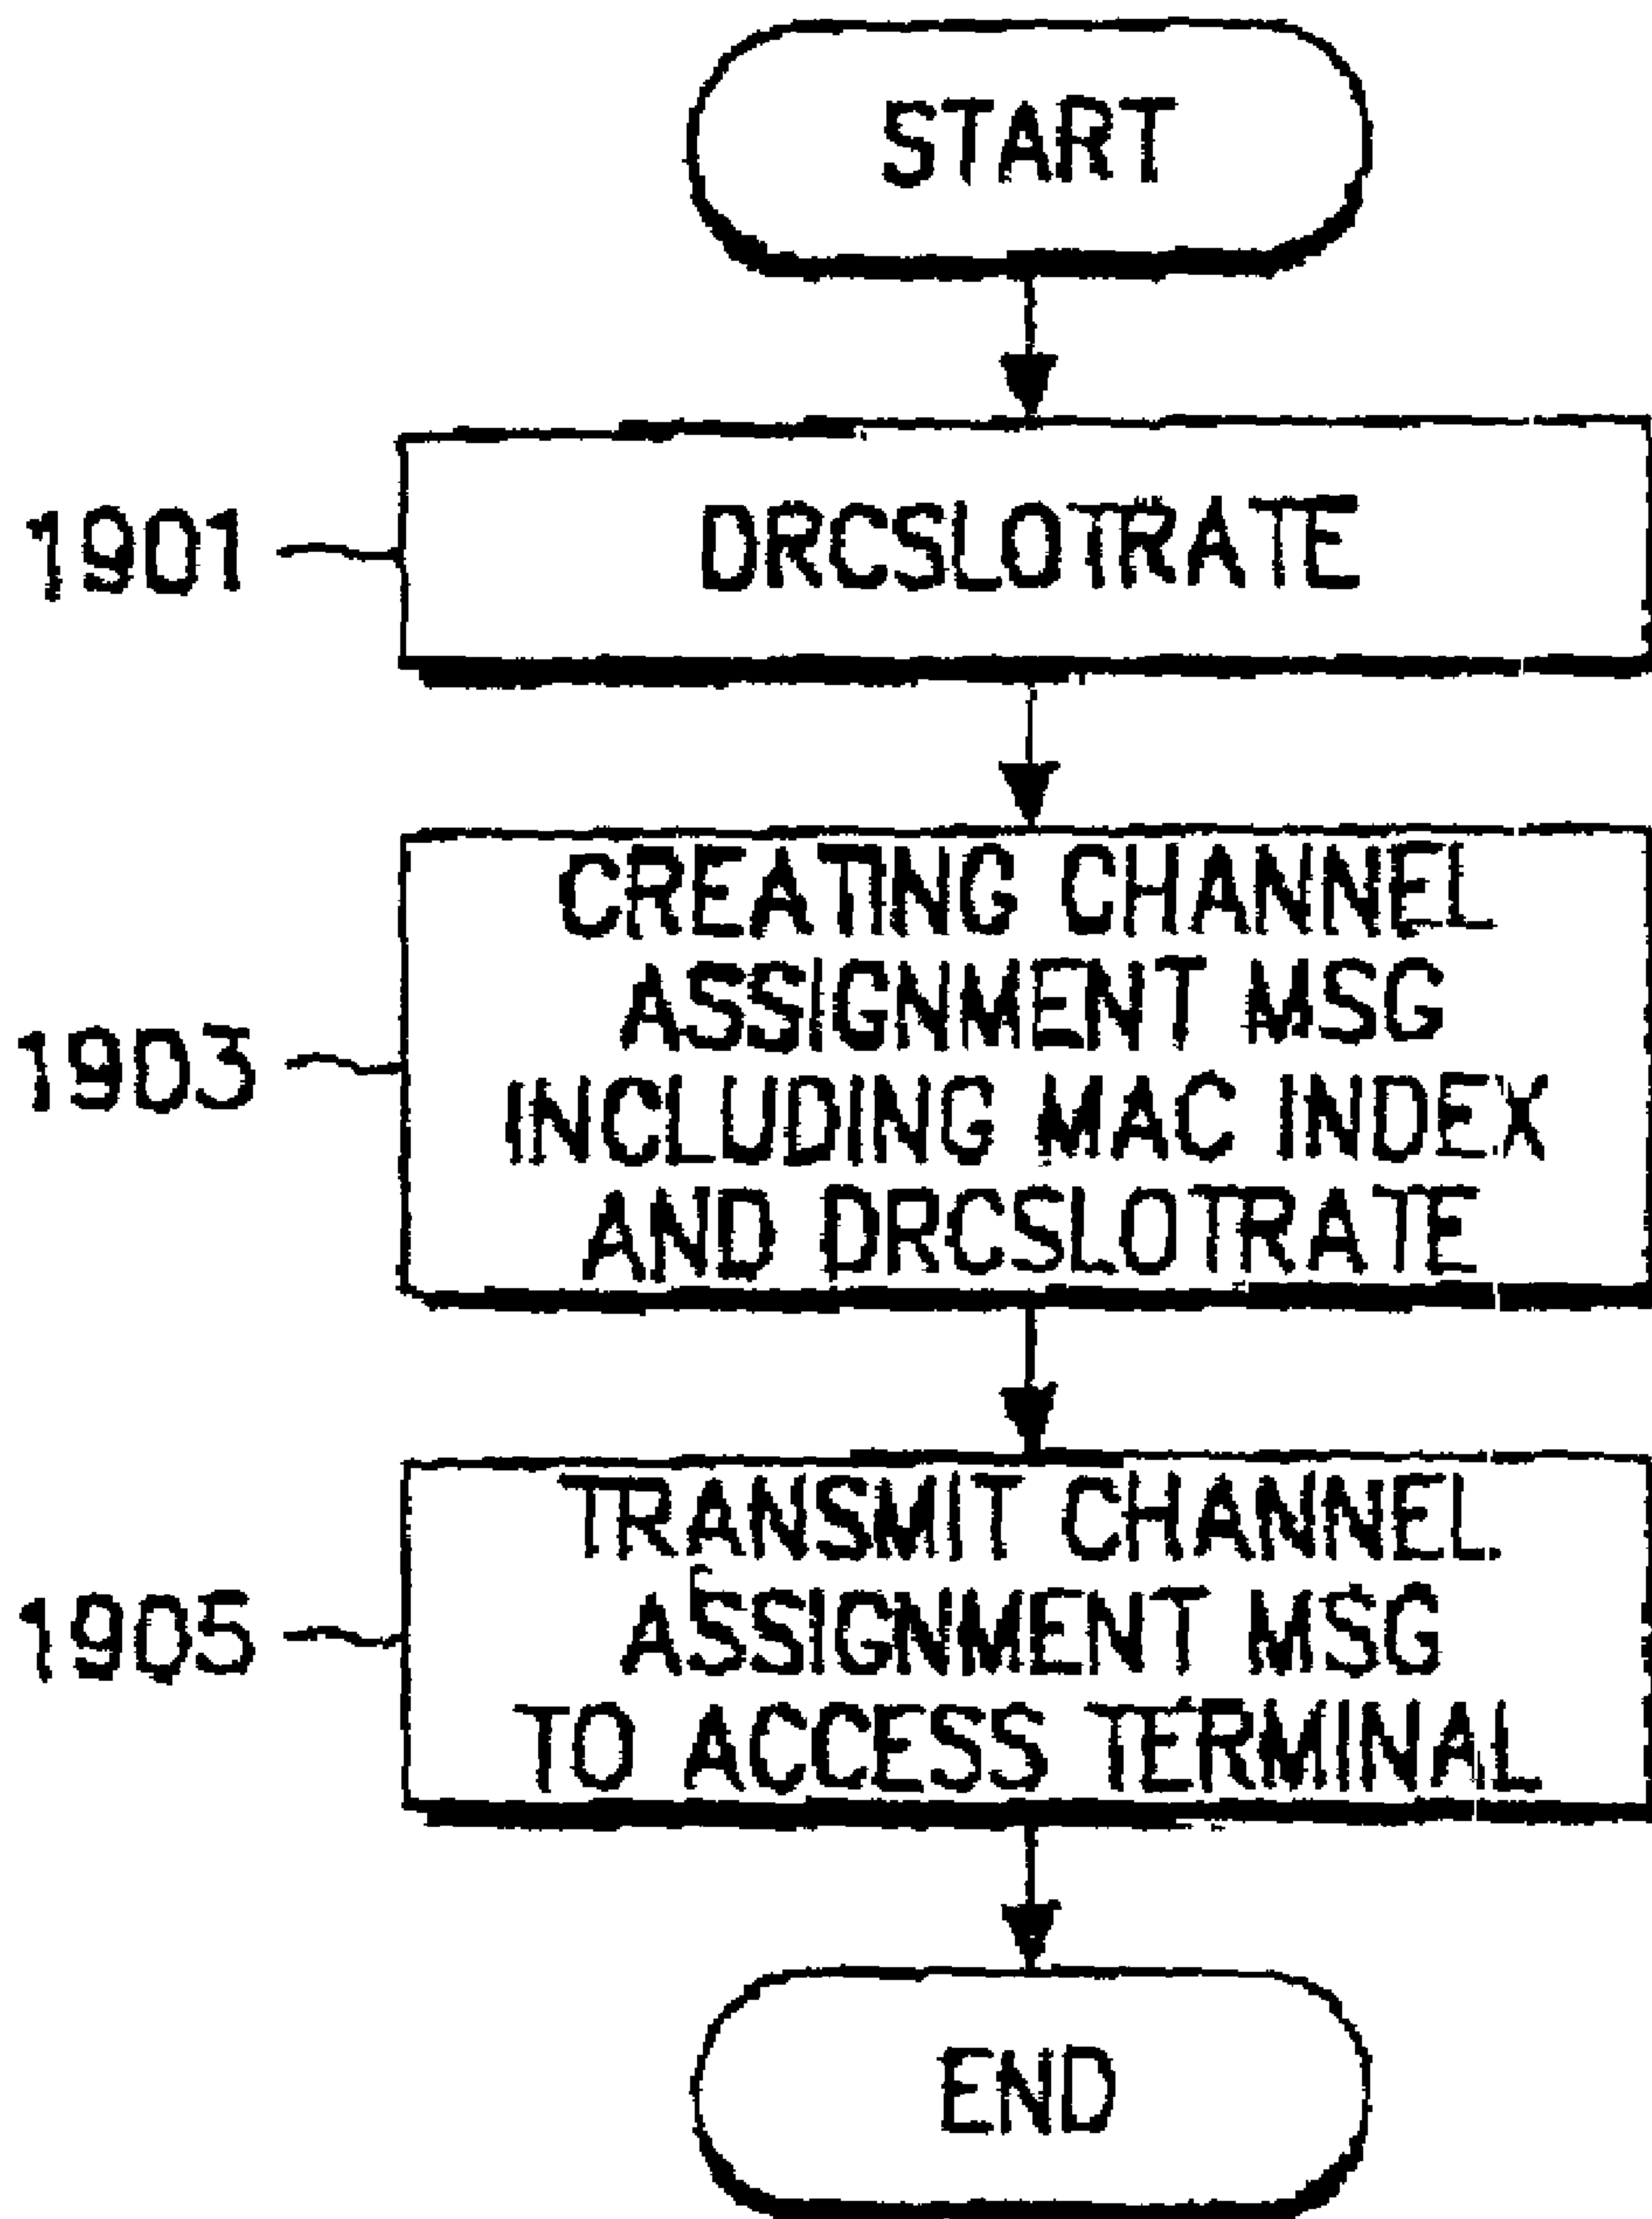 START
1901
DRCSLOTRATE
1903
CREATING CHANNEL
ASSIGNMENT MSG
INCLUDING MAC INDEX
AND DRCSLOTRATE
1905
TRANSMIT CHANNEL
ASSIGNMENT MSG
TO ACCESS TERMINAL
END